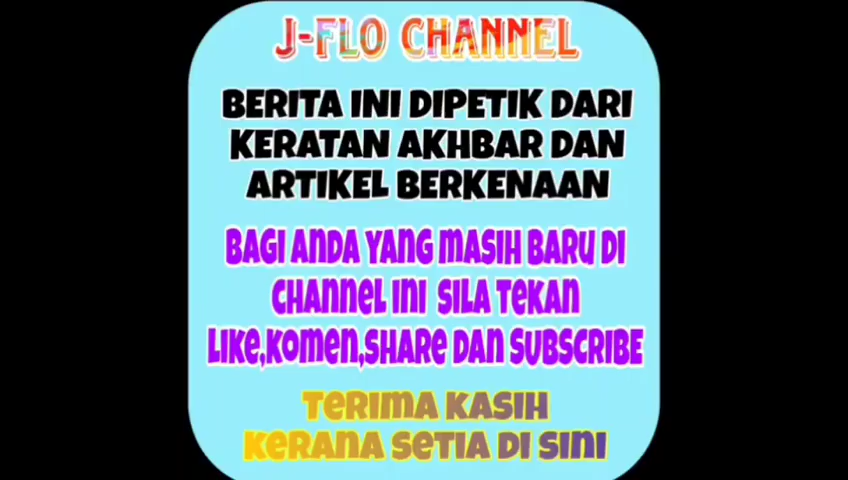 J-FLO CHANNEL
BERITA INI DIPETIK DARI
KERATAN AKHBAR DAN
ARTIKEL BERKENAAN
BAGI ANDA YANG MASIH BARU DI
CHANNEL INI SILA TEKAN
LIKE,KOMEN,SHARE DAN SUBSCRIBE
TERIMA KASIH
KERANA SETIA DI SINI